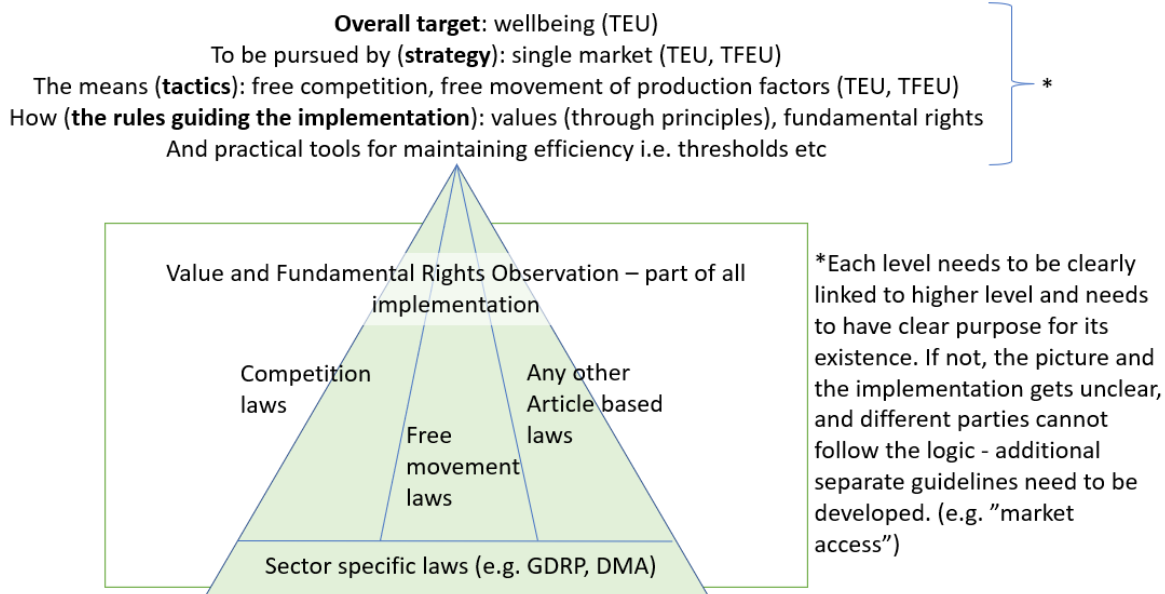 Overall target: wellbeing (TEU)
To be pursued by (strategy): single market (TEU, TFEU)
The means (tactics): free competition, free movement of production factors (TEU, TFEU)
How (the rules guiding the implementation): values (through principles), fundamental rights
And practical tools for maintaining efficiency i.e. thresholds etc
*
Value and Fundamental Rights Observation – part of all
implementation
Competition
laws
Free
movement
laws
Any other
Article based
laws
Sector specific laws (e.g. GDRP, DMA)
*Each level needs to be clearly
linked to higher level and needs
to have clear purpose for its
existence. If not, the picture and
the implementation gets unclear,
and different parties cannot
follow the logic - additional
separate guidelines need to be
developed. (e.g. ”market
access”)